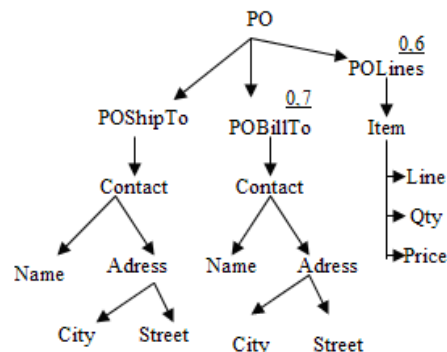 PO
0.6
POLines
0.7
POShipTo
POBillTo
Item
Contact
Contact
Line
Qty
Price
Name
Adress
Name
Adress
City
Street
City
Street